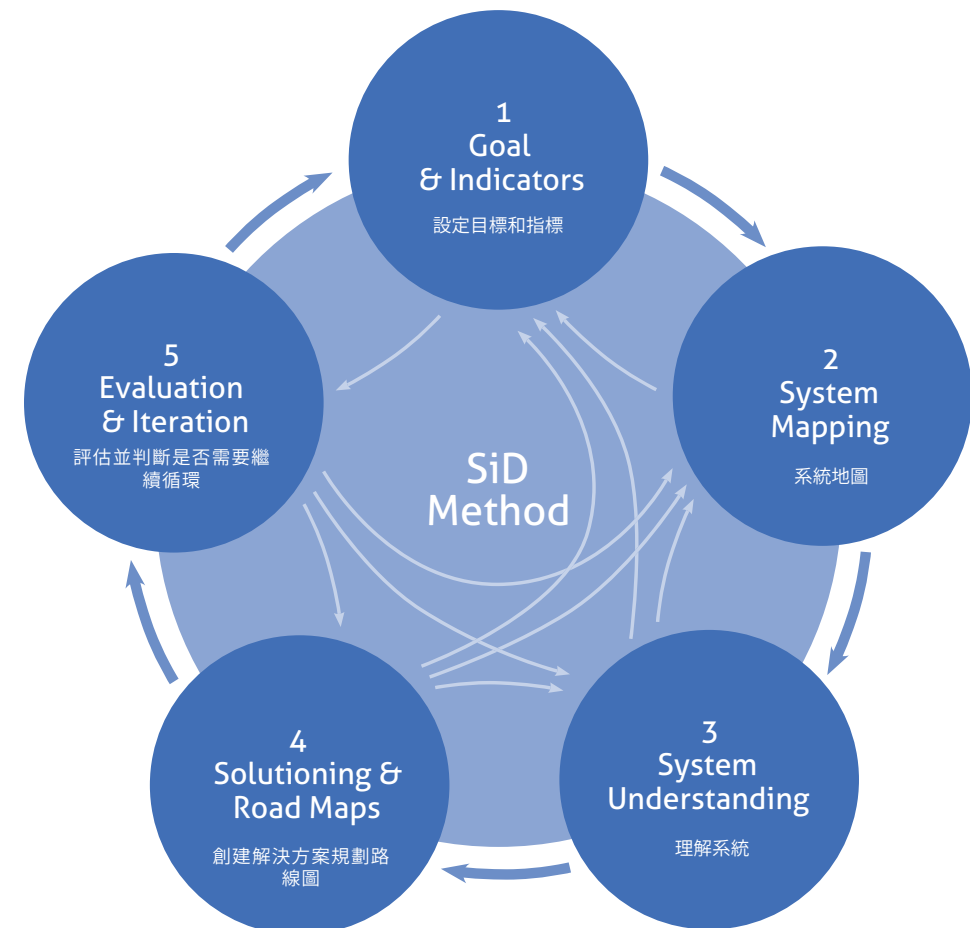 1
Goal
& Indicators
設定目標和指標
2
System
Mapping
系統地圖
3
System
Understanding
理解系統
4
Solutioning &
Road Maps
創建解決方案規劃路
線圖
5
Evaluation
& Iteration
評估並判斷是否需要繼
續循環
SiD
Method